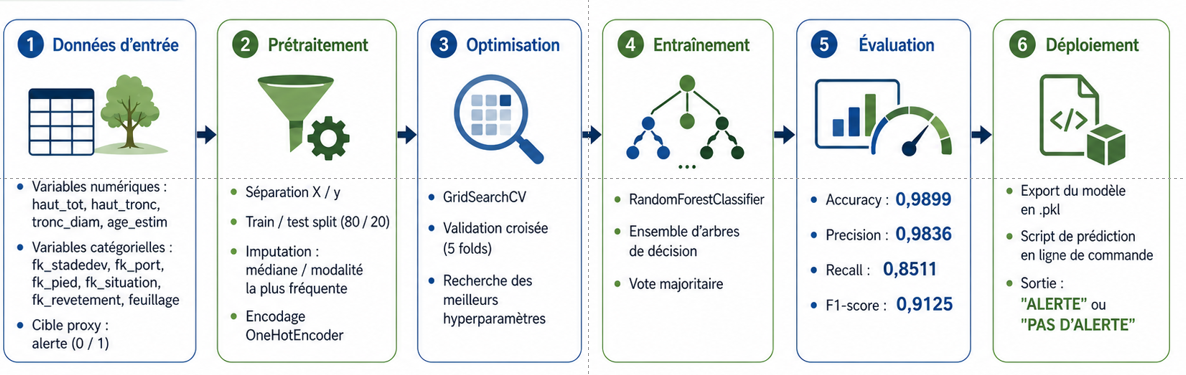 1 Données d'entrée
Variables numériques :
haut_tot, haut_tronc,
tronc_diam, age_estim
Variables catégorielles :
fk_stadedev, fk_port,
fk_pied, fk_situation,
fk_revetement, feuillage
Cible proxy :
alerte (0 / 1)
2 Prétraitement
Séparation X / y
Train / test split (80 / 20)
Imputation :
médiane / modalité
la plus fréquente
Encodage
OneHotEncoder
3 Optimisation
GridSearchCV
Validation croisée
(5 folds)
Recherche des
meilleurs
hyperparamètres
4 Entraînement
RandomForestClassifier
Ensemble d'arbres
de décision
Vote majoritaire
5 Évaluation
Accuracy : 0,9899
Precision : 0,9836
Recall : 0,8511
F1-score : 0,9125
6 Déploiement
</>
Export du modèle
en .pkl
Script de prédiction
en ligne de commande
Sortie :
"ALERTE" ou
"PAS D'ALERTE"